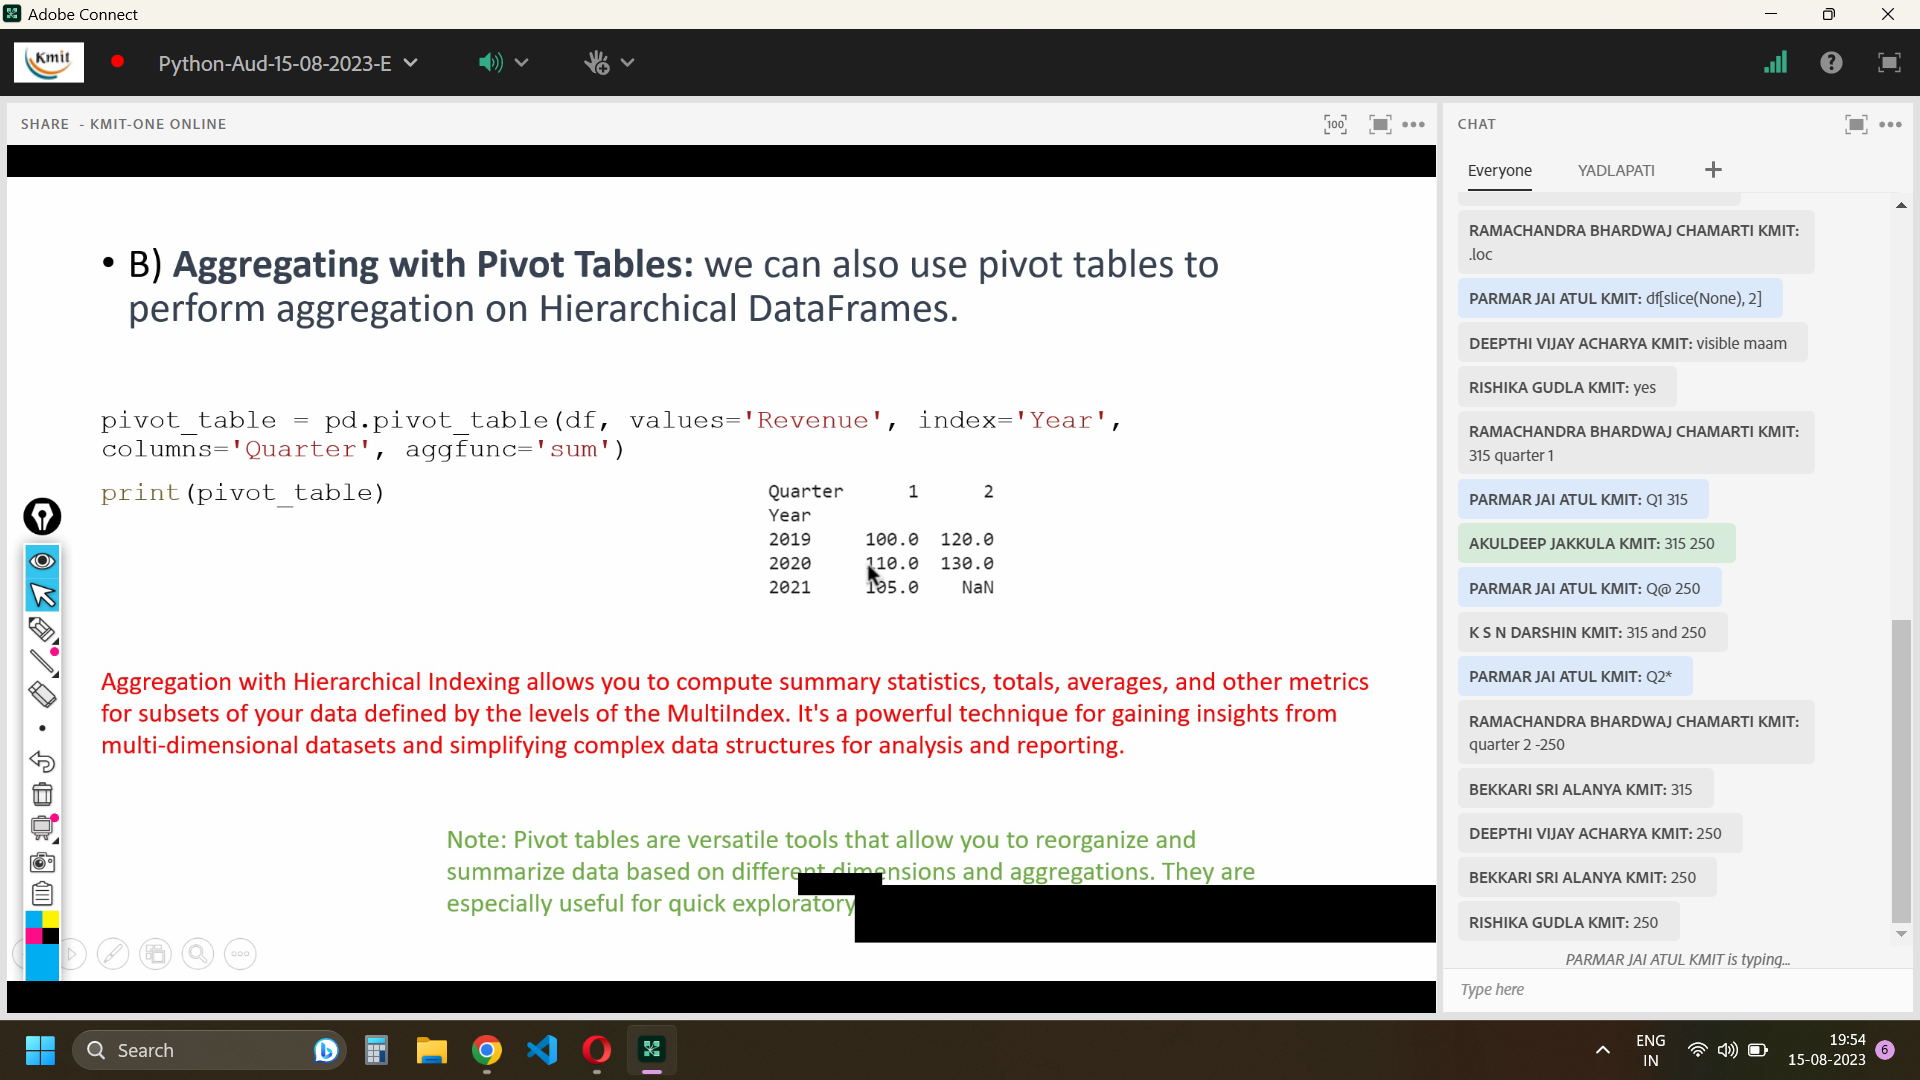 Adobe Connect
Kmit
Python-Aud-15-08-2023-E
SHARE - KMIT-ONE ONLINE
100
• B) Aggregating with Pivot Tables: we can also use pivot tables to
perform aggregation on Hierarchical DataFrames.
pivot_table = pd.pivot_table(df, values='Revenue', index='Year',
columns='Quarter', aggfunc='sum')
print(pivot_table)
Quarter 1 2
Year
2019 100.0 120.0
2020 110.0 130.0
2021 105.0 NaN
Aggregation with Hierarchical Indexing allows you to compute summary statistics, totals, averages, and other metrics
for subsets of your data defined by the levels of the MultiIndex. It's a powerful technique for gaining insights from
multi-dimensional datasets and simplifying complex data structures for analysis and reporting.
Note: Pivot tables are versatile tools that allow you to reorganize and
summarize data based on different dimensions and aggregations. They are
especially useful for quick exploratory
CHAT
Everyone YADLAPATI
RAMACHANDRA BHARDWAJ CHAMARTI KMIT:
.loc
PARMAR JAI ATUL KMIT: df[slice(None), 2]
DEEPTHI VIJAY ACHARYA KMIT: visible maam
RISHIKA GUDLA KMIT: yes
RAMACHANDRA BHARDWAJ CHAMARTI KMIT:
315 quarter 1
PARMAR JAI ATUL KMIT: Q1 315
AKULDEEP JAKKULA KMIT: 315 250
PARMAR JAI ATUL KMIT: Q@ 250
K S N DARSHIN KMIT: 315 and 250
PARMAR JAI ATUL KMIT: Q2*
RAMACHANDRA BHARDWAJ CHAMARTI KMIT:
quarter 2 -250
BEKKARI SRI ALANYA KMIT: 315
DEEPTHI VIJAY ACHARYA KMIT: 250
BEKKARI SRI ALANYA KMIT: 250
RISHIKA GUDLA KMIT: 250
PARMAR JAI ATUL KMIT is typing...
Type here
Search
ENG
IN
19:54
15-08-2023
6